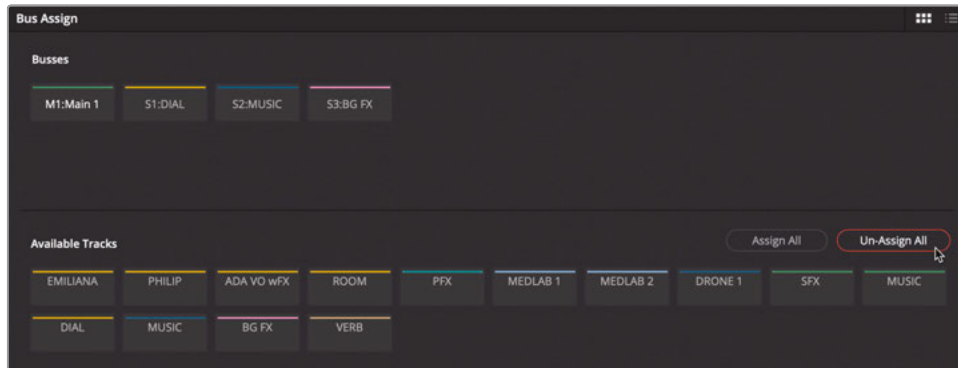 Bus Assign
Busses
M1:Main 1 S1:DIAL S2:MUSIC S3:BG FX
Available Tracks Assign All Un-Assign All
EMILIANA PHILIP ADA VO wFX ROOM PFX MEDLAB 1 MEDLAB 2 DRONE 1 SFX MUSIC
DIAL MUSIC BG FX VERB